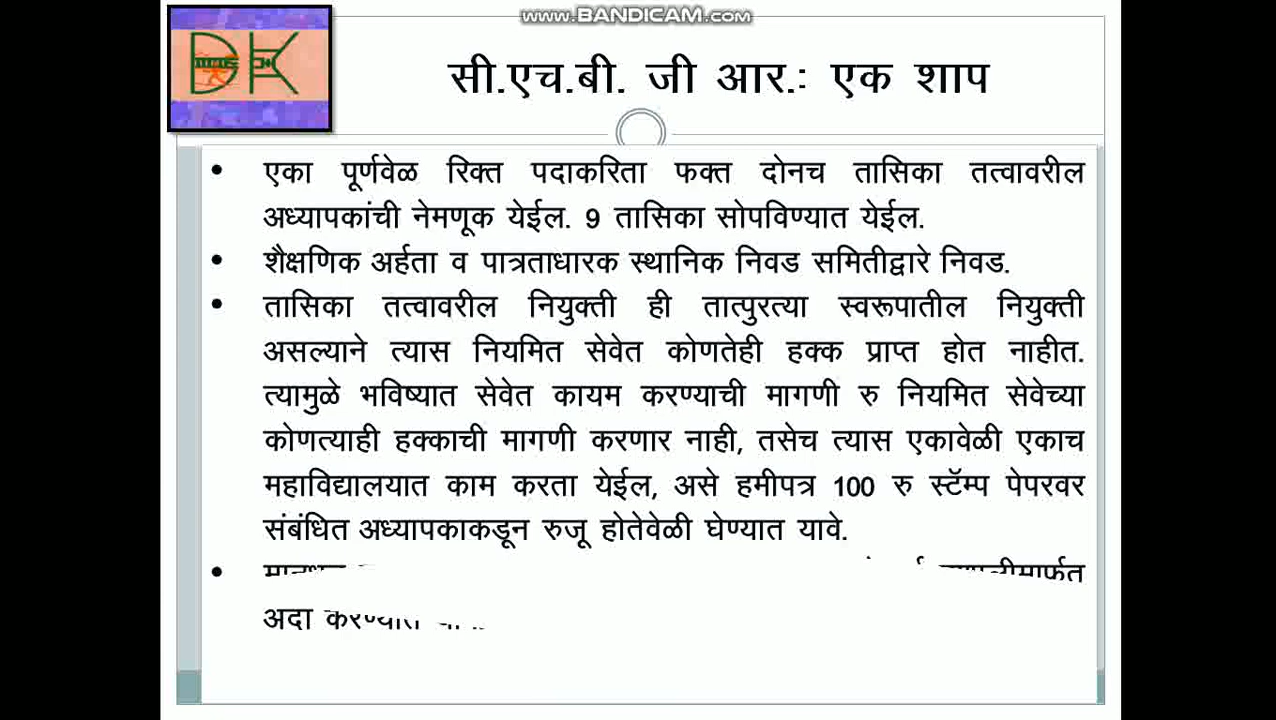 www.BANDICAM.com
DK
सी.एच.बी. जी आर.: एक शाप
• एका पूर्णवेळ रिक्त पदाकरिता फक्त दोनच तासिका तत्वावरील
अध्यापकांची नेमणूक येईल. 9 तासिका सोपविण्यात येईल.
• शैक्षणिक अर्हता व पात्रताधारक स्थानिक निवड समितीद्वारे निवड.
• तासिका तत्वावरील नियुक्ती ही तात्पुरत्या स्वरूपातील नियुक्ती
असल्याने त्यास नियमित सेवेत कोणतेही हक्क प्राप्त होत नाहीत.
त्यामुळे भविष्यात सेवेत कायम करण्याची मागणी रु नियमित सेवेच्या
कोणत्याही हक्काची मागणी करणार नाही, तसेच त्यास एकावेळी एकाच
महाविद्यालयात काम करता येईल, असे हमीपत्र 100 रु स्टॅम्प पेपरवर
संबंधित अध्यापकाकडून रुजू होतेवेळी घेण्यात यावे.
•
अदा करण्यात